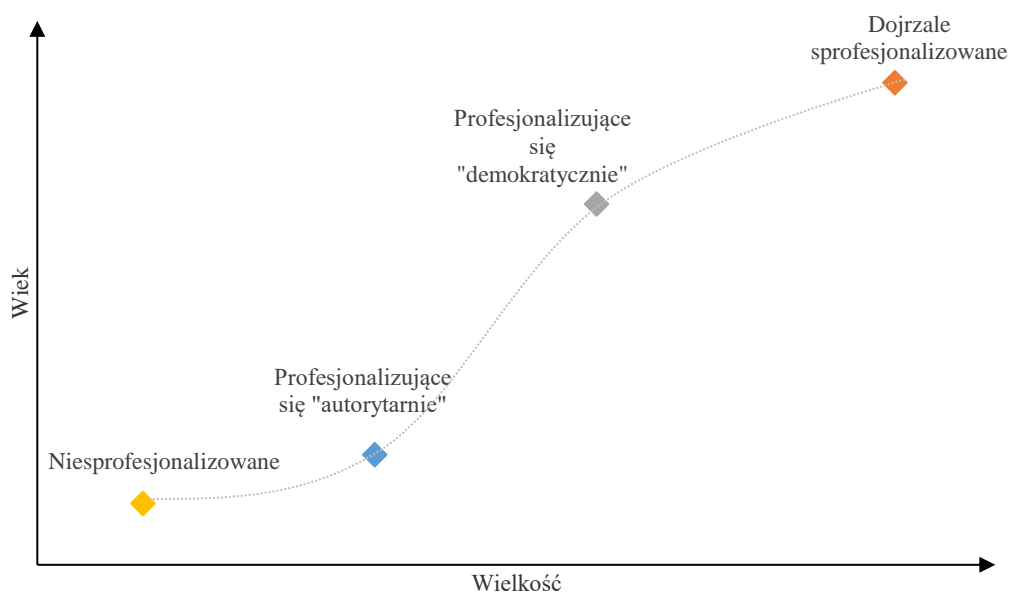 Dojrzale
sprofesjonalizowane
Profesjonalizujące
się
"demokratycznie"
Wiek
Profesjonalizujące
się "autorytarnie"
Niesprofesjonalizowane
Wielkość